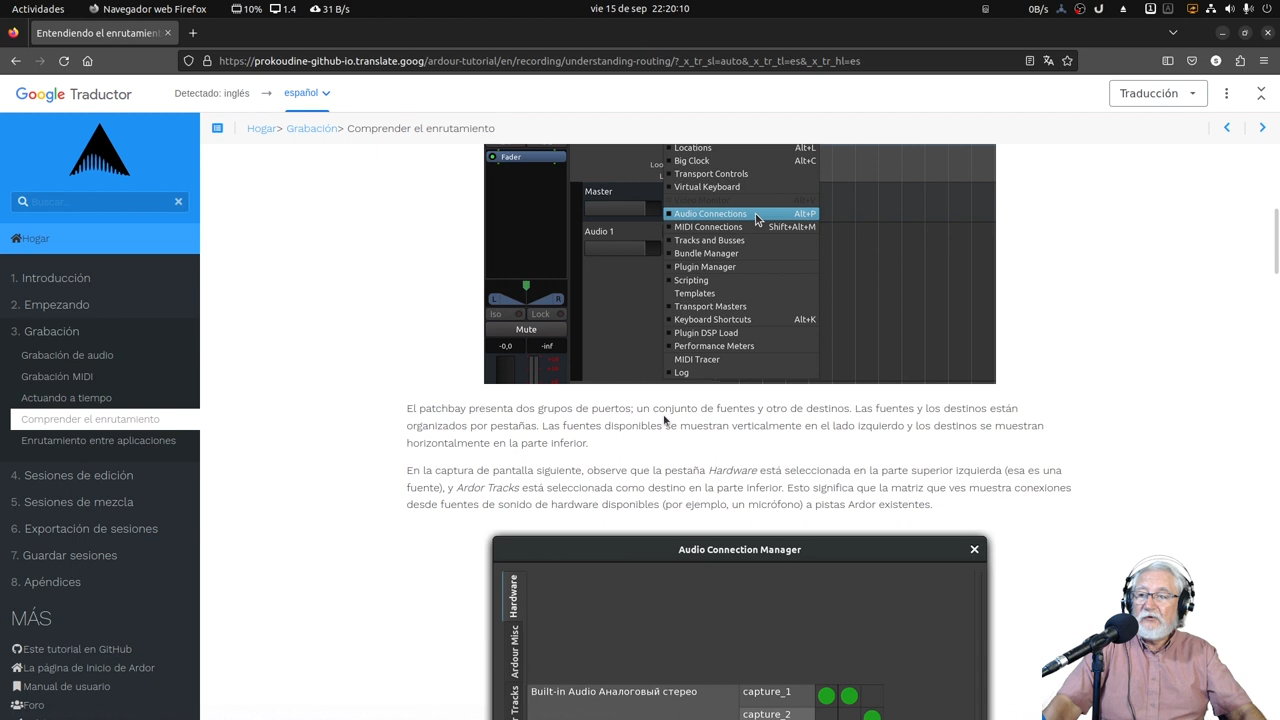 Actividades
Navegador web Firefox
10%
1.4
31 B/s
vie 15 de sep 22:20:10
0B/s
1
A
Entendiendo el enrutamient
https://prokoudine-github-io.translate.goog/ardour-tutorial/en/recording/understanding-routing/?_x_tr_sl=auto&_x_tr_tl=es&_x_tr_hl=es
Google Traductor
Detectado: inglés
español
Traducción
Hogar> Grabación> Comprender el enrutamiento
Buscar...
Hogar
1. Introducción
2. Empezando
3. Grabación
Grabación de audio
Grabación MIDI
Actuando a tiempo
Comprender el enrutamiento
Enrutamiento entre aplicaciones
4. Sesiones de edición
5. Sesiones de mezcla
6. Exportación de sesiones
7. Guardar sesiones
8. Apéndices
MÁS
Este tutorial en GitHub
La página de inicio de Ardor
Manual de usuario
Foro
Fader
L
R
Iso
Lock
Mute
-0,0
-inf
Loo
L
Master
Audio 1
Locations Alt+L
Big Clock Alt+C
Transport Controls
Virtual Keyboard
Audio Connections Alt+P
MIDI Connections Shift+Alt+M
Tracks and Busses
Bundle Manager
Plugin Manager
Scripting
Templates
Transport Masters
Keyboard Shortcuts Alt+K
Plugin DSP Load
Performance Meters
MIDI Tracer
Log
El patchbay presenta dos grupos de puertos; un conjunto de fuentes y otro de destinos. Las fuentes y los destinos están
organizados por pestañas. Las fuentes disponibles se muestran verticalmente en el lado izquierdo y los destinos se muestran
horizontalmente en la parte inferior.
En la captura de pantalla siguiente, observe que la pestaña Hardware está seleccionada en la parte superior izquierda (esa es una
fuente), y Ardor Tracks está seleccionada como destino en la parte inferior. Esto significa que la matriz que ves muestra conexiones
desde fuentes de sonido de hardware disponibles (por ejemplo, un micrófono) a pistas Ardor existentes.
Audio Connection Manager
Hardware
Ardour Misc
r Tracks
Built-in Audio Аналоговый стерео
capture_1
capture_2